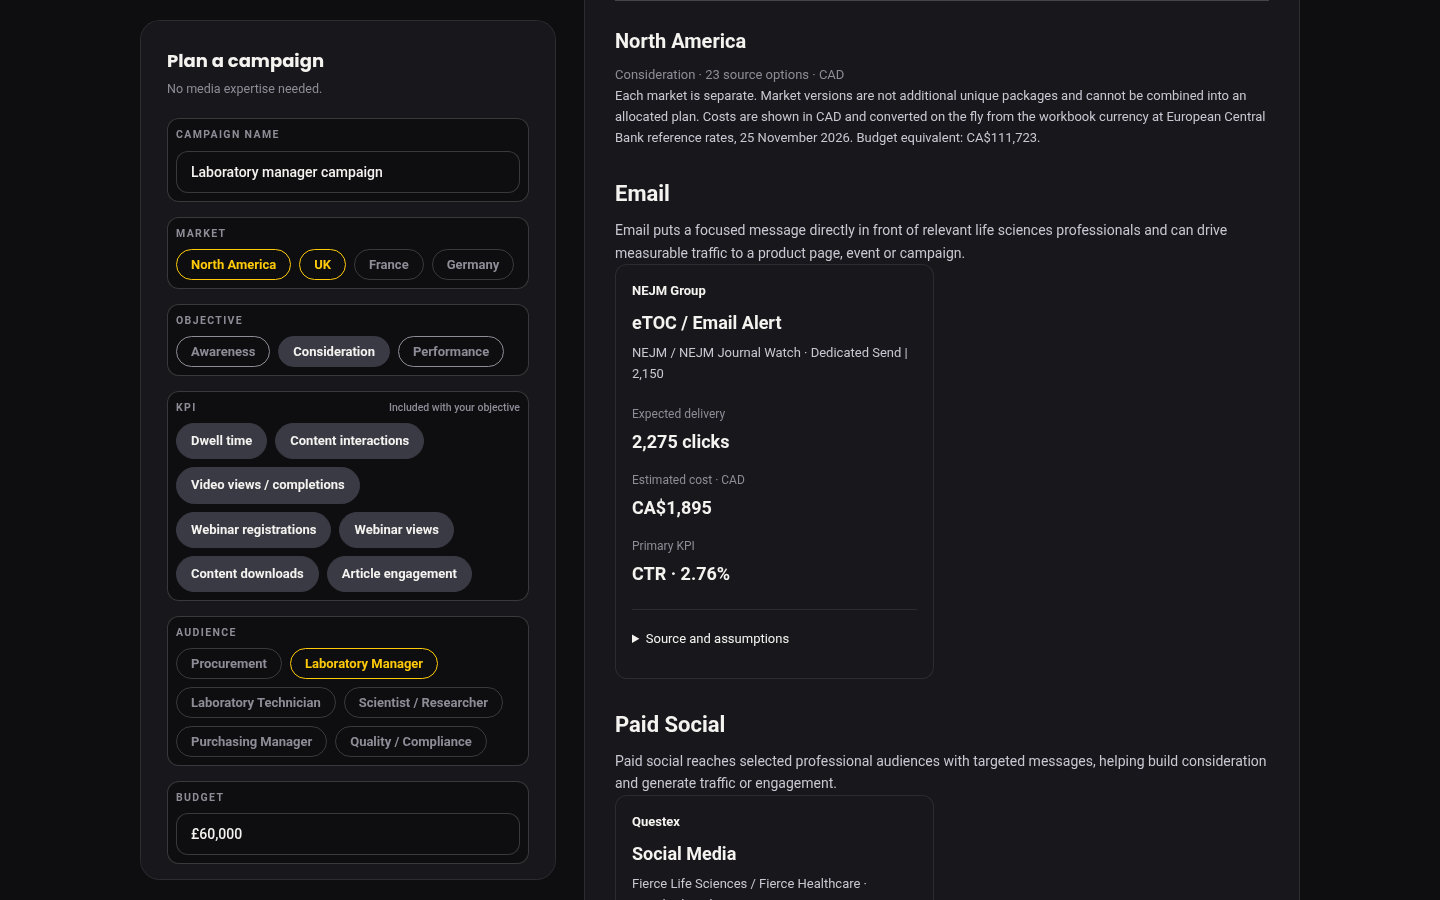 Plan a campaign
No media expertise needed.
CAMPAIGN NAME
Laboratory manager campaign
MARKET
North America
UK
France
Germany
OBJECTIVE
Awareness
Consideration
Performance
KPI
Included with your objective
Dwell time
Content interactions
Video views / completions
Webinar registrations
Webinar views
Content downloads
Article engagement
AUDIENCE
Procurement
Laboratory Manager
Laboratory Technician
Scientist / Researcher
Purchasing Manager
Quality / Compliance
BUDGET
£60,000
North America
Consideration · 23 source options · CAD
Each market is separate. Market versions are not additional unique packages and cannot be combined into an
allocated plan. Costs are shown in CAD and converted on the fly from the workbook currency at European Central
Bank reference rates, 25 November 2026. Budget equivalent: CA$111,723.
Email
Email puts a focused message directly in front of relevant life sciences professionals and can drive
measurable traffic to a product page, event or campaign.
NEJM Group
eTOC / Email Alert
NEJM / NEJM Journal Watch · Dedicated Send |
2,150
Expected delivery
2,275 clicks
Estimated cost · CAD
CA$1,895
Primary KPI
CTR · 2.76%
Source and assumptions
Paid Social
Paid social reaches selected professional audiences with targeted messages, helping build consideration
and generate traffic or engagement.
Questex
Social Media
Fierce Life Sciences / Fierce Healthcare ·